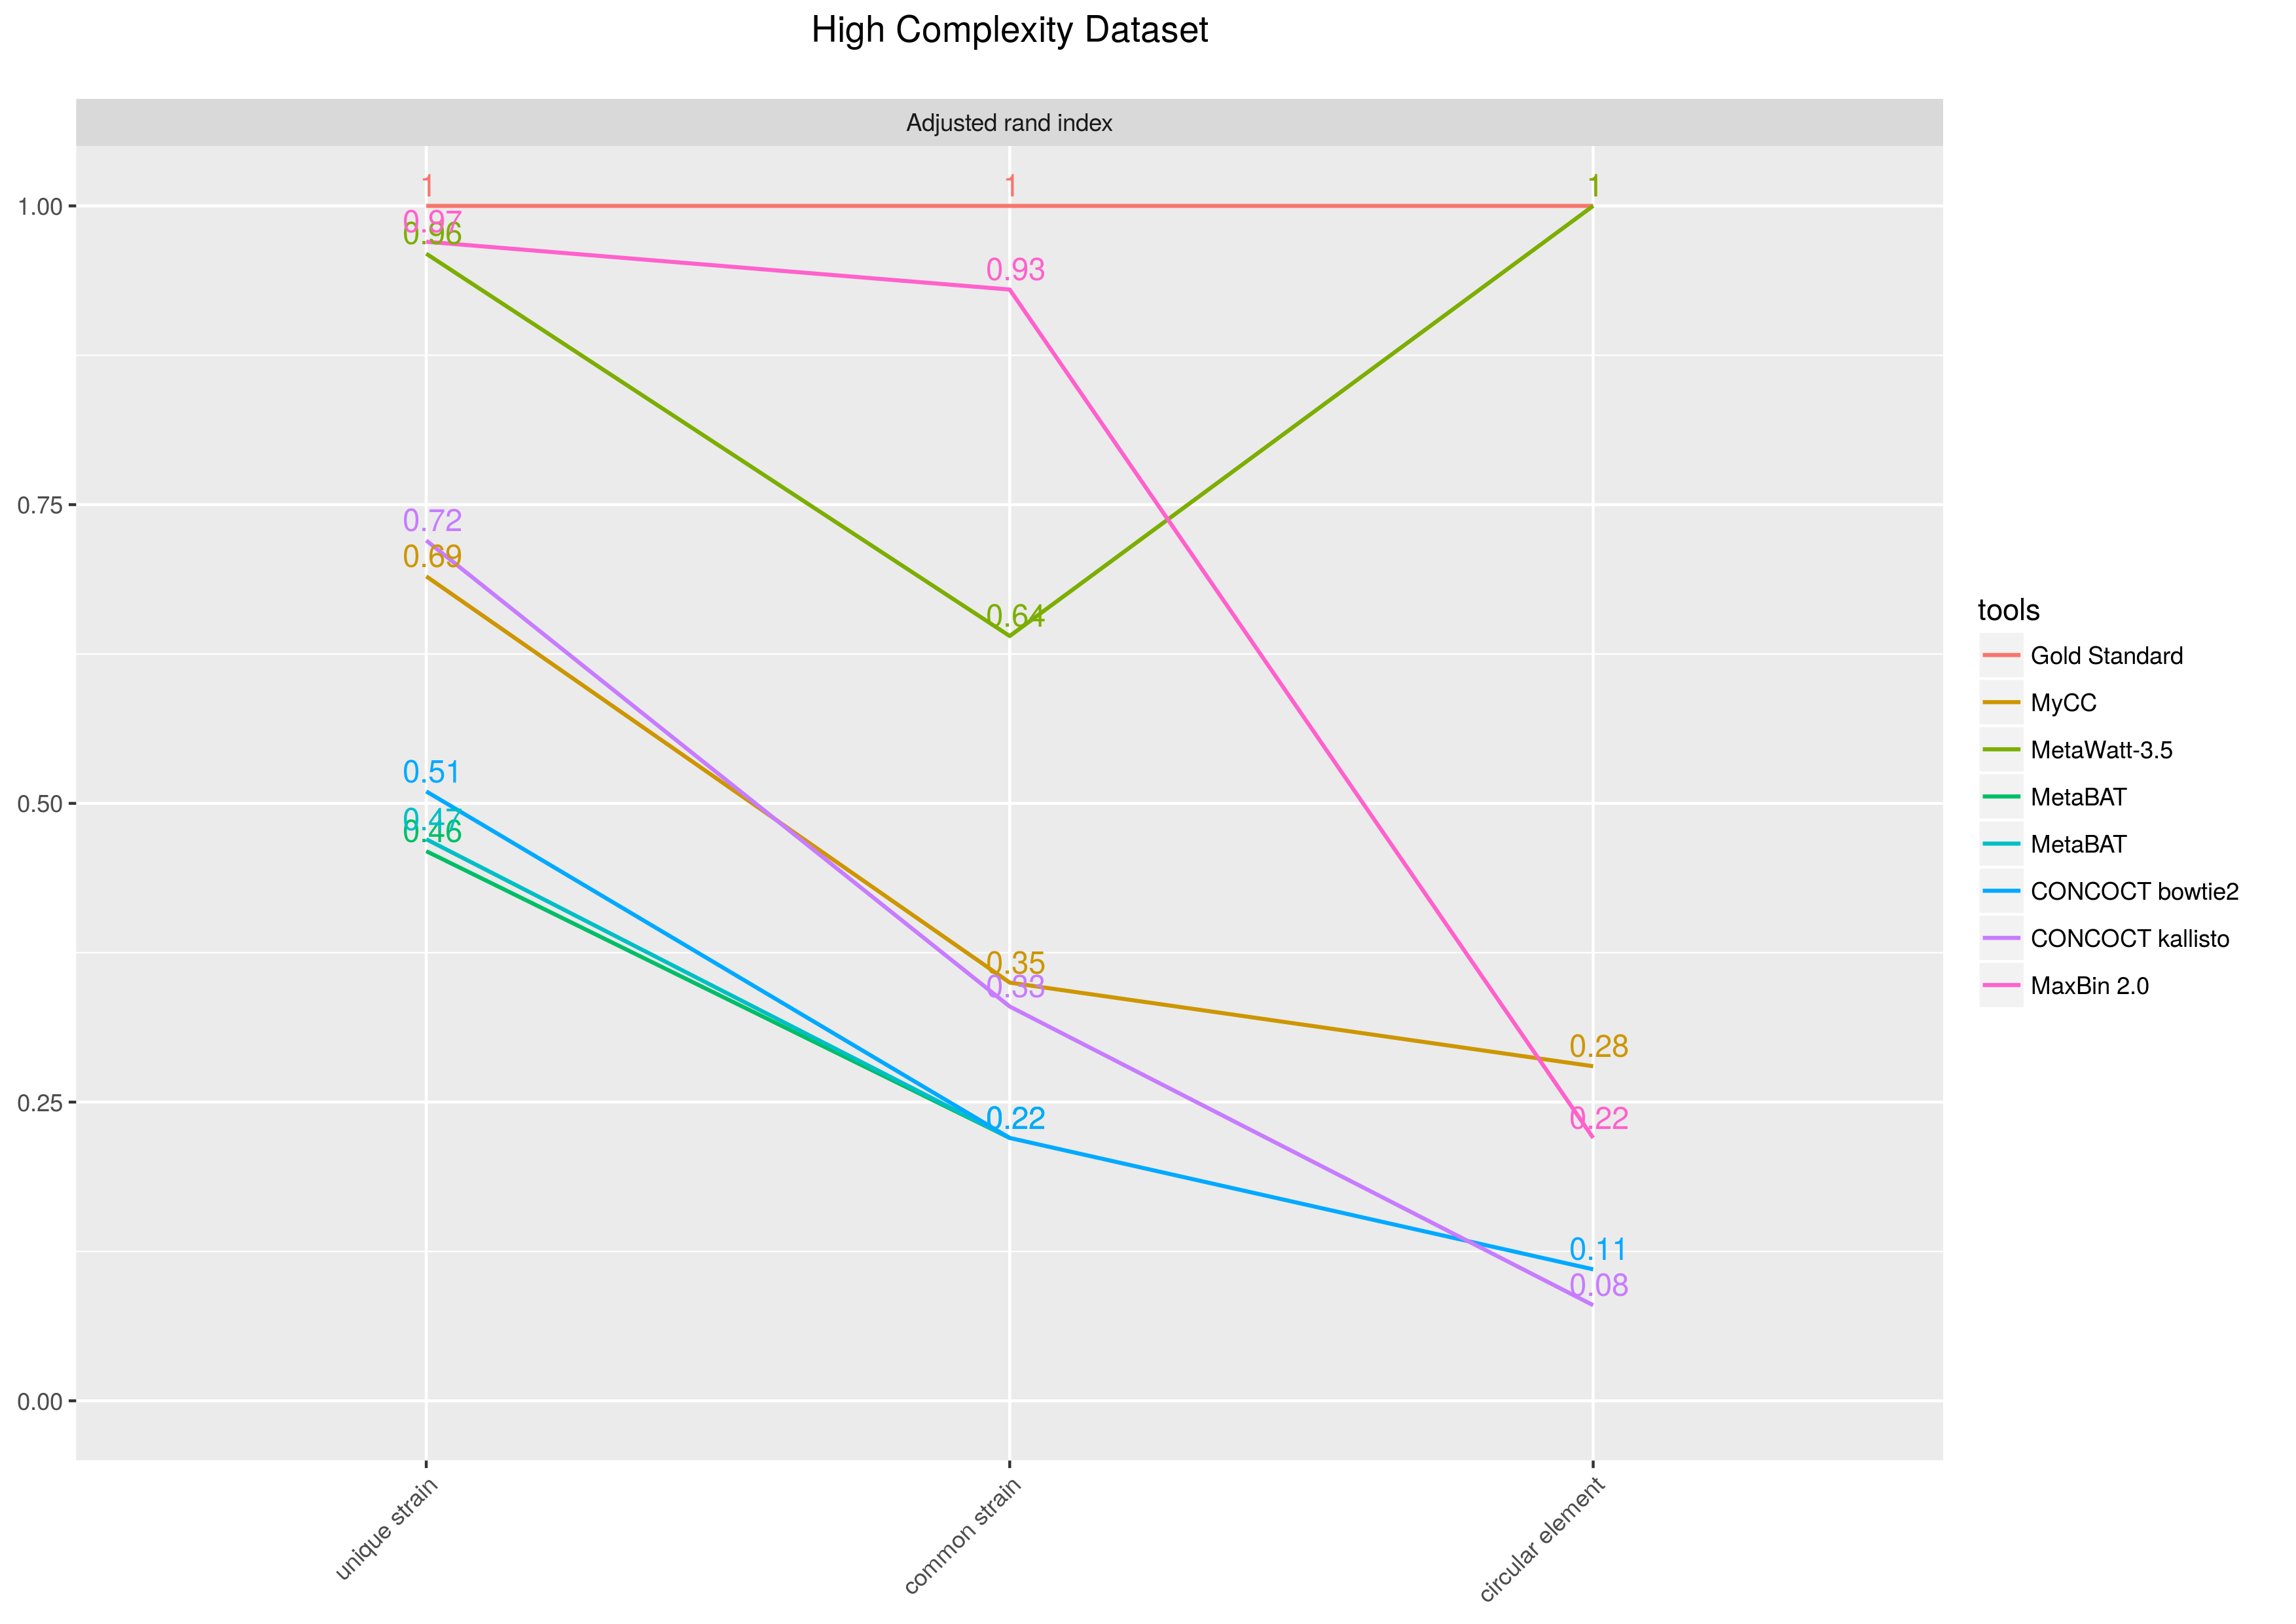 High Complexity Dataset
Adjusted rand index
1.00
0.75
0.50
0.25
0.00
1
1
1
0.97
0.96
0.93
0.72
0.69
0.64
0.51
0.47
0.46
0.35
0.33
0.28
0.22
0.22
0.11
0.08
unique strain
common strain
circular element
tools
Gold Standard
MyCC
MetaWatt-3.5
MetaBAT
MetaBAT
CONCOCT bowtie2
CONCOCT kallisto
MaxBin 2.0